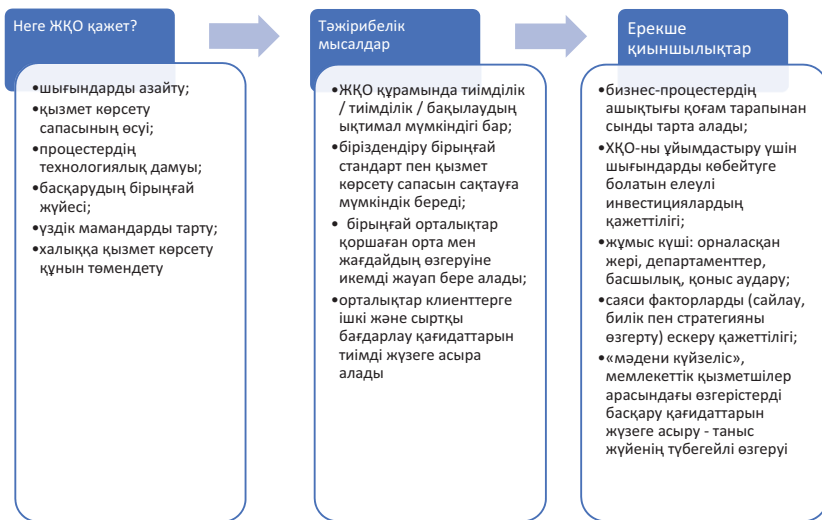 Неге ЖҚО қажет?
•шығындарды азайту;
•қызмет көрсету
сапасының өсуі;
•процестердің
технологиялық дамуы;
•басқарудың бірыңғай
жүйесі;
•үздік мамандарды тарту;
•халыққа қызмет көрсету
құнын төмендету
Тәжірибелік
мысалдар
•ЖҚО құрамында тиімділік
/ тиімділік / бақылаудың
ықтимал мүмкіндігі бар;
•біріздендіру бірыңғай
стандарт пен қызмет
көрсету сапасын сақтауға
мүмкіндік береді;
• бірыңғай орталықтар
қоршаған орта мен
жағдайдың өзгеруіне
икемді жауап бере алады;
•орталықтар клиенттерге
ішкі және сыртқы
бағдарлау қағидаттарын
тиімді жүзеге асыра
алады
Ерекше
қиыншылықтар
•бизнес-процестердің
ашықтығы қоғам тарапынан
сынды тарта алады;
•ХҚО-ны ұйымдастыру үшін
шығындарды көбейтуге
болатын елеулі
инвестициялардың
қажеттілігі;
•жұмыс күші: орналасқан
жері, департаменттер,
басшылық, қоныс аудару;
•саяси факторларды (сайлау,
билік пен стратегияны
өзгерту) ескеру қажеттілігі;
•«мәдени күйзеліс»,
мемлекеттік қызметшілер
арасындағы өзгерістерді
басқару қағидаттарын
жүзеге асыру - таныс
жүйенің түбегейлі өзгеруі